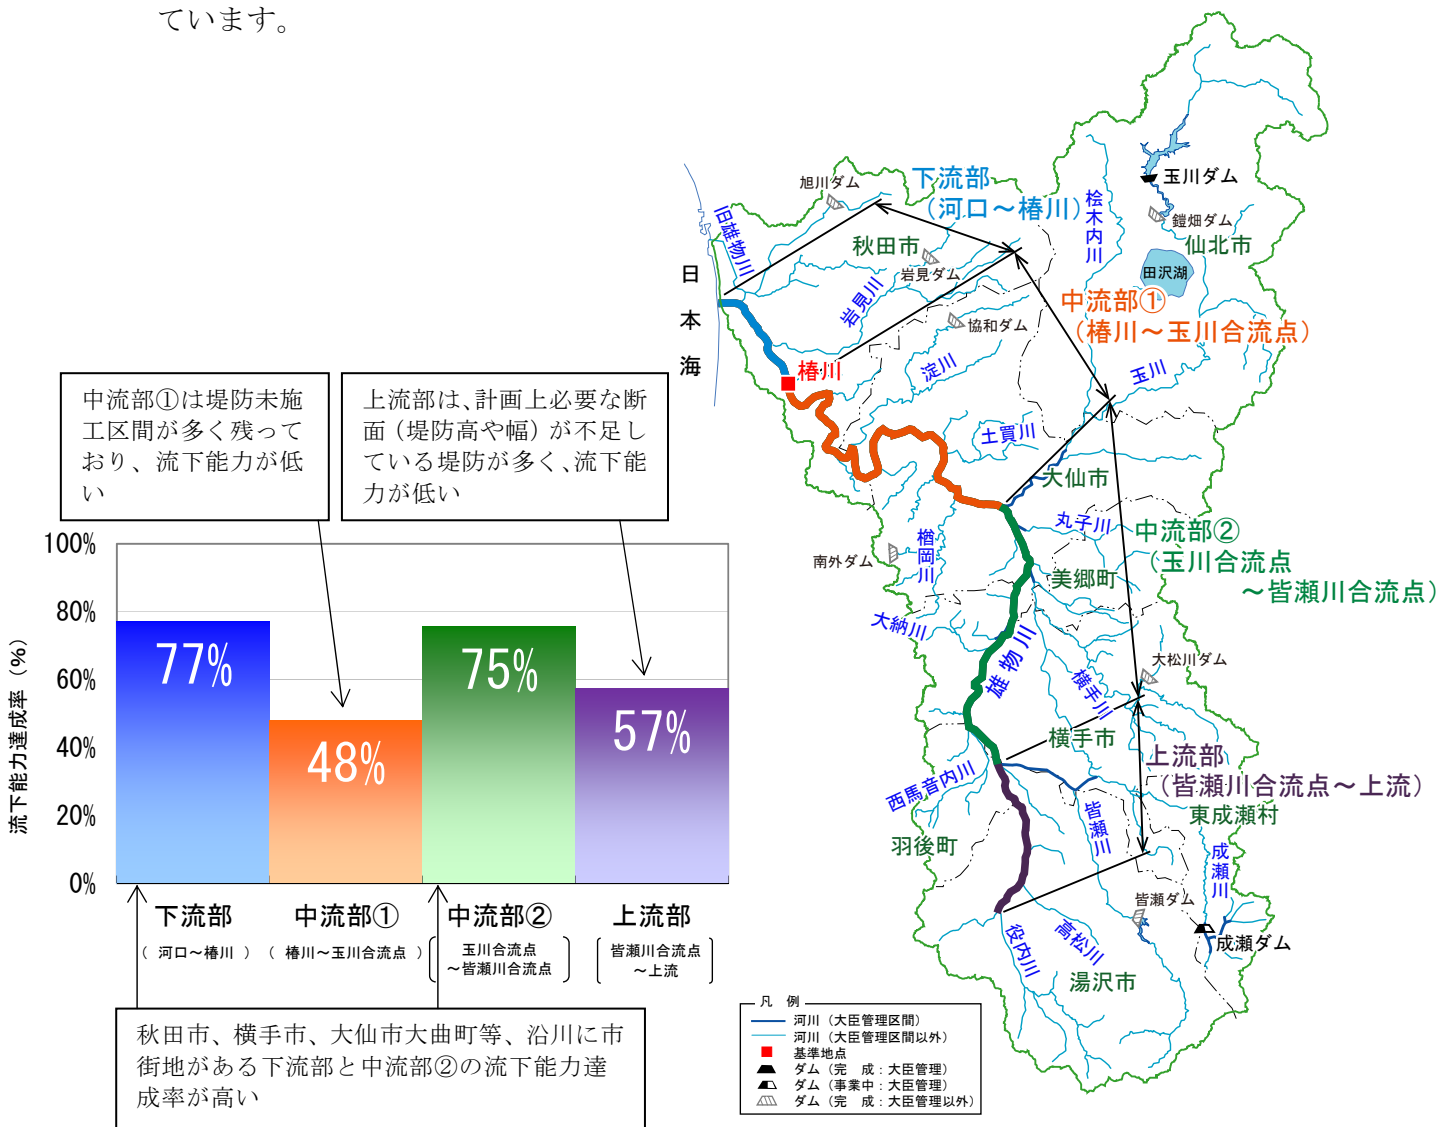 ています。
中流部①は堤防未施
工区間が多く残って
おり、流下能力が低
い
上流部は、計画上必要な断
面（堤防高や幅）が不足し
ている堤防が多く、流下能
力が低い
流下能力達成率（%）
100%
80%
60%
40%
20%
0%
77%
48%
75%
57%
下流部
（ 河口～椿川 ）
中流部①
（ 椿川～玉川合流点 ）
中流部②
玉川合流点
～皆瀬川合流点
上流部
皆瀬川合流点
～上流
秋田市、横手市、大仙市大曲町等、沿川に市
街地がある下流部と中流部②の流下能力達
成率が高い
日本海
旧雄物川
旭川ダム
下流部
（河口～椿川）
秋田市
岩見ダム
岩見川
協和ダム
淀川
椿川
桧木内川
玉川ダム
鎧畑ダム
仙北市
田沢湖
中流部①
（椿川～玉川合流点）
玉川
土買川
大仙市
丸子川
中流部②
（玉川合流点
～皆瀬川合流点）
楢岡川
南外ダム
美郷町
大納川
雄物川
横手川
大松川ダム
横手市
上流部
（皆瀬川合流点～上流）
西馬音内川
羽後町
皆瀬川
東成瀬村
成瀬川
皆瀬ダム
成瀬ダム
役内川
高松川
湯沢市
凡 例
河川（大臣管理区間）
河川（大臣管理区間以外）
基準地点
ダム（完 成：大臣管理）
ダム（事業中：大臣管理）
ダム（完 成：大臣管理以外）